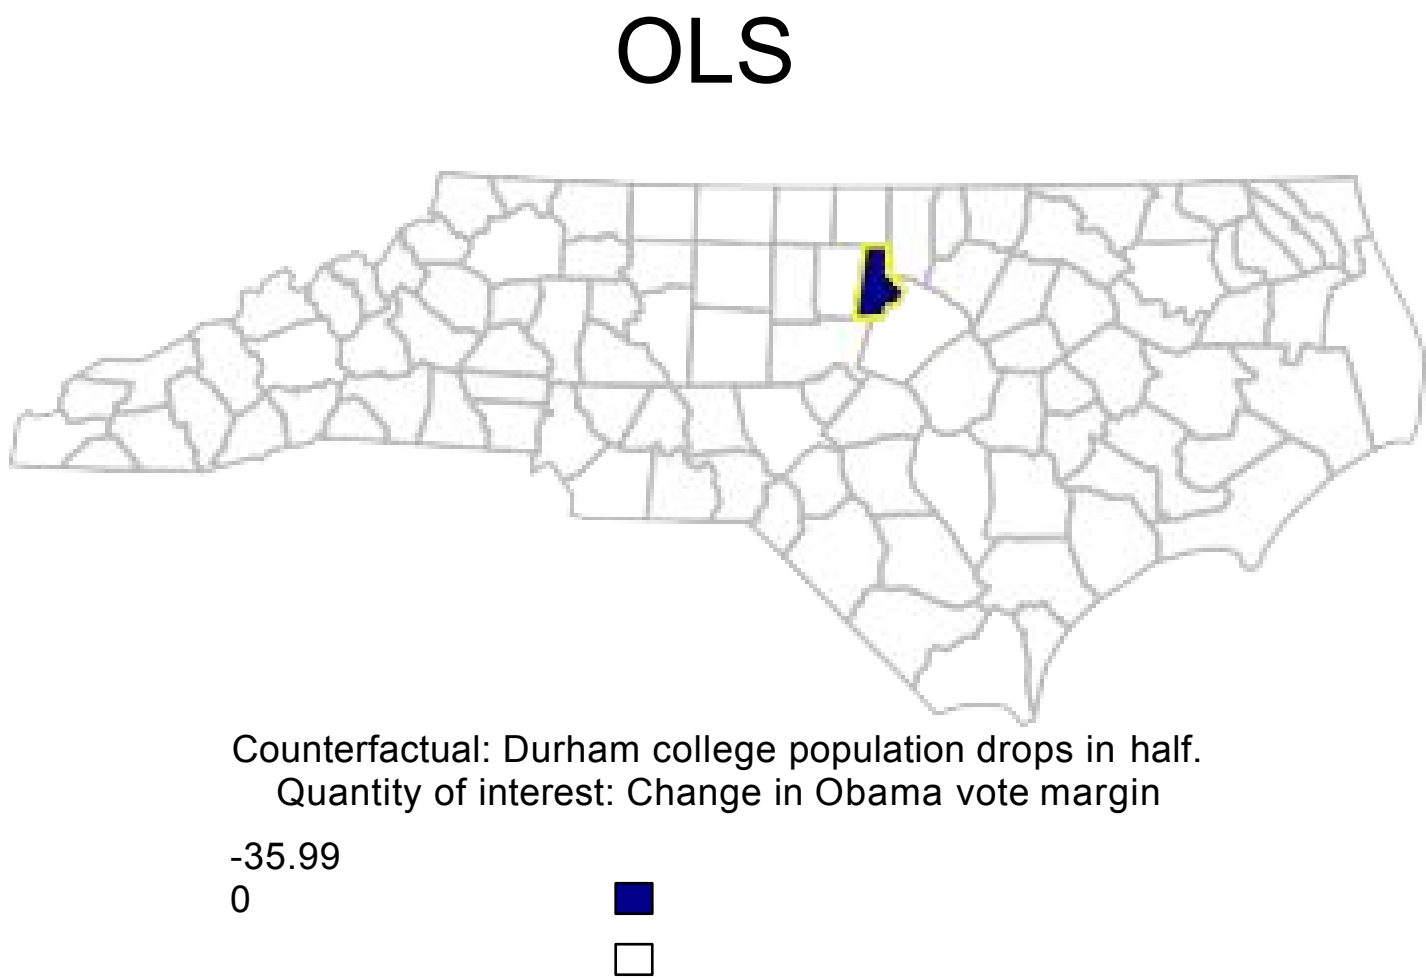 OLS
Counterfactual: Durham college population drops in half.
Quantity of interest: Change in Obama vote margin
-35.99
0